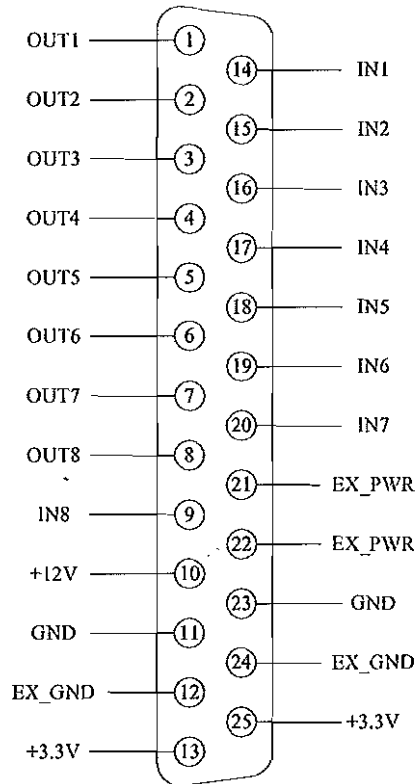 OUT1 1
14 IN1
OUT2 2
15 IN2
OUT3 3
16 IN3
OUT4 4
17 IN4
OUT5 5
18 IN5
OUT6 6
19 IN6
OUT7 7
20 IN7
OUT8 8
21 EX_PWR
IN8 9
22 EX_PWR
+12V 10
23 GND
GND 11
24 EX_GND
EX_GND 12
25 +3.3V
+3.3V 13